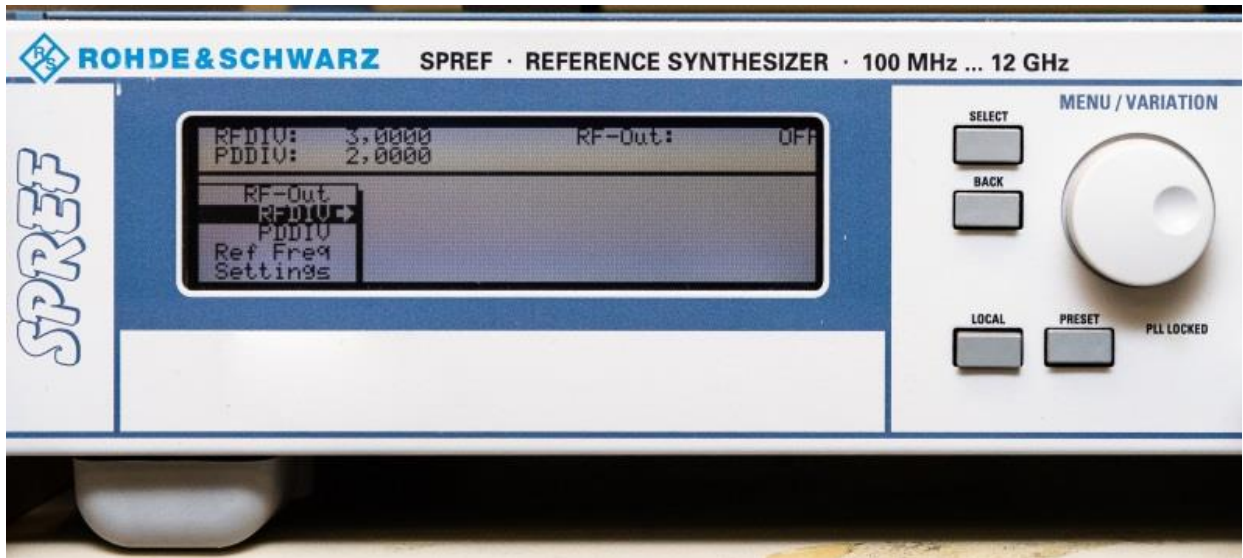 R&S ROHDE&SCHWARZ SPREF · REFERENCE SYNTHESIZER · 100 MHz ... 12 GHz
SPREF
RFDIV: 3,0000 RF-Out: OFF
PDDIV: 2,0000
RF-Out
RFDIV
PDDIV
Ref Freq
Settings
MENU / VARIATION
SELECT
BACK
LOCAL PRESET PLL LOCKED